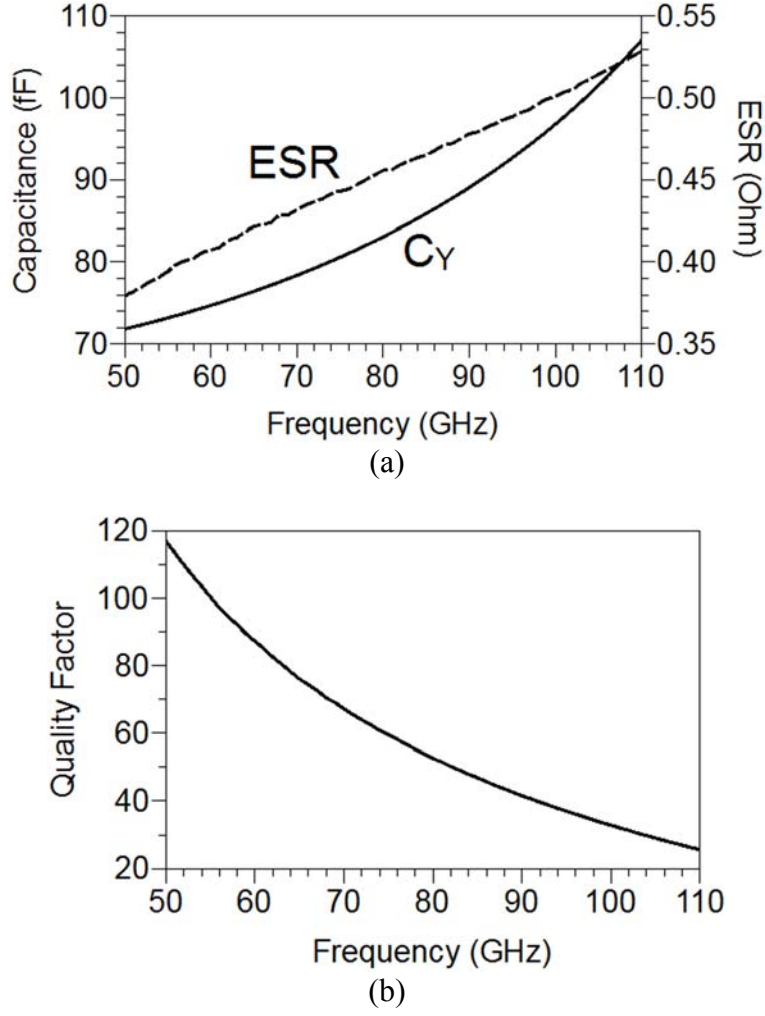 110
100
90
80
70
Capacitance (fF)
ESR
CY
0.55
0.50
0.45
0.40
0.35
ESR (Ohm)
50 60 70 80 90 100 110
Frequency (GHz)
(a)
120
100
80
60
40
20
Quality Factor
50 60 70 80 90 100 110
Frequency (GHz)
(b)